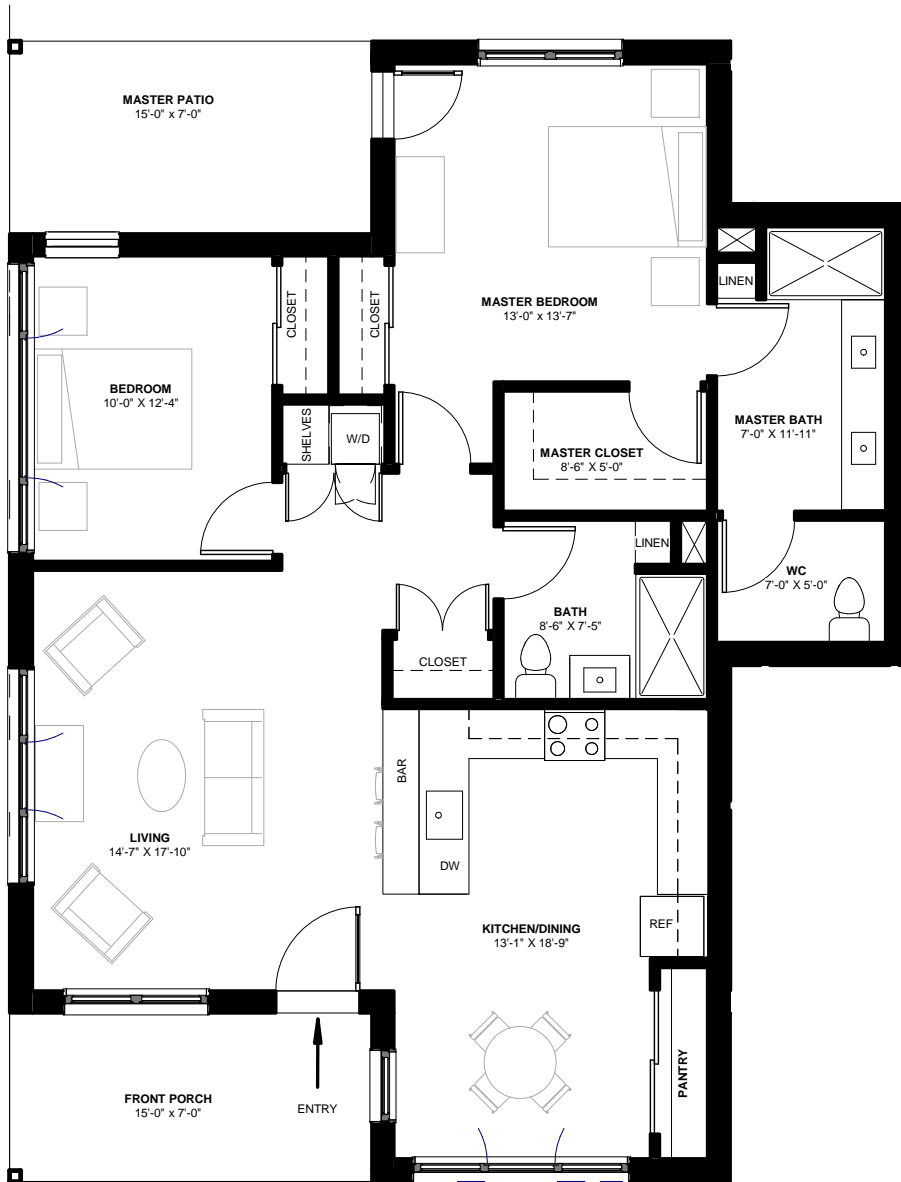 MASTER PATIO
15'-0" x 7'-0"
LINEN
CLOSET
CLOSET
MASTER BEDROOM
13'-0" x 13'-7"
BEDROOM
10'-0" X 12'-4"
SHELVES
W/D
MASTER BATH
7'-0" X 11'-11"
MASTER CLOSET
8'-6" X 5'-0"
LINEN
WC
7'-0" X 5'-0"
BATH
8'-6" X 7'-5"
CLOSET
BAR
LIVING
14'-7" X 17'-10"
DW
KITCHEN/DINING
13'-1" X 18'-9"
REF
PANTRY
FRONT PORCH
15'-0" x 7'-0"
ENTRY